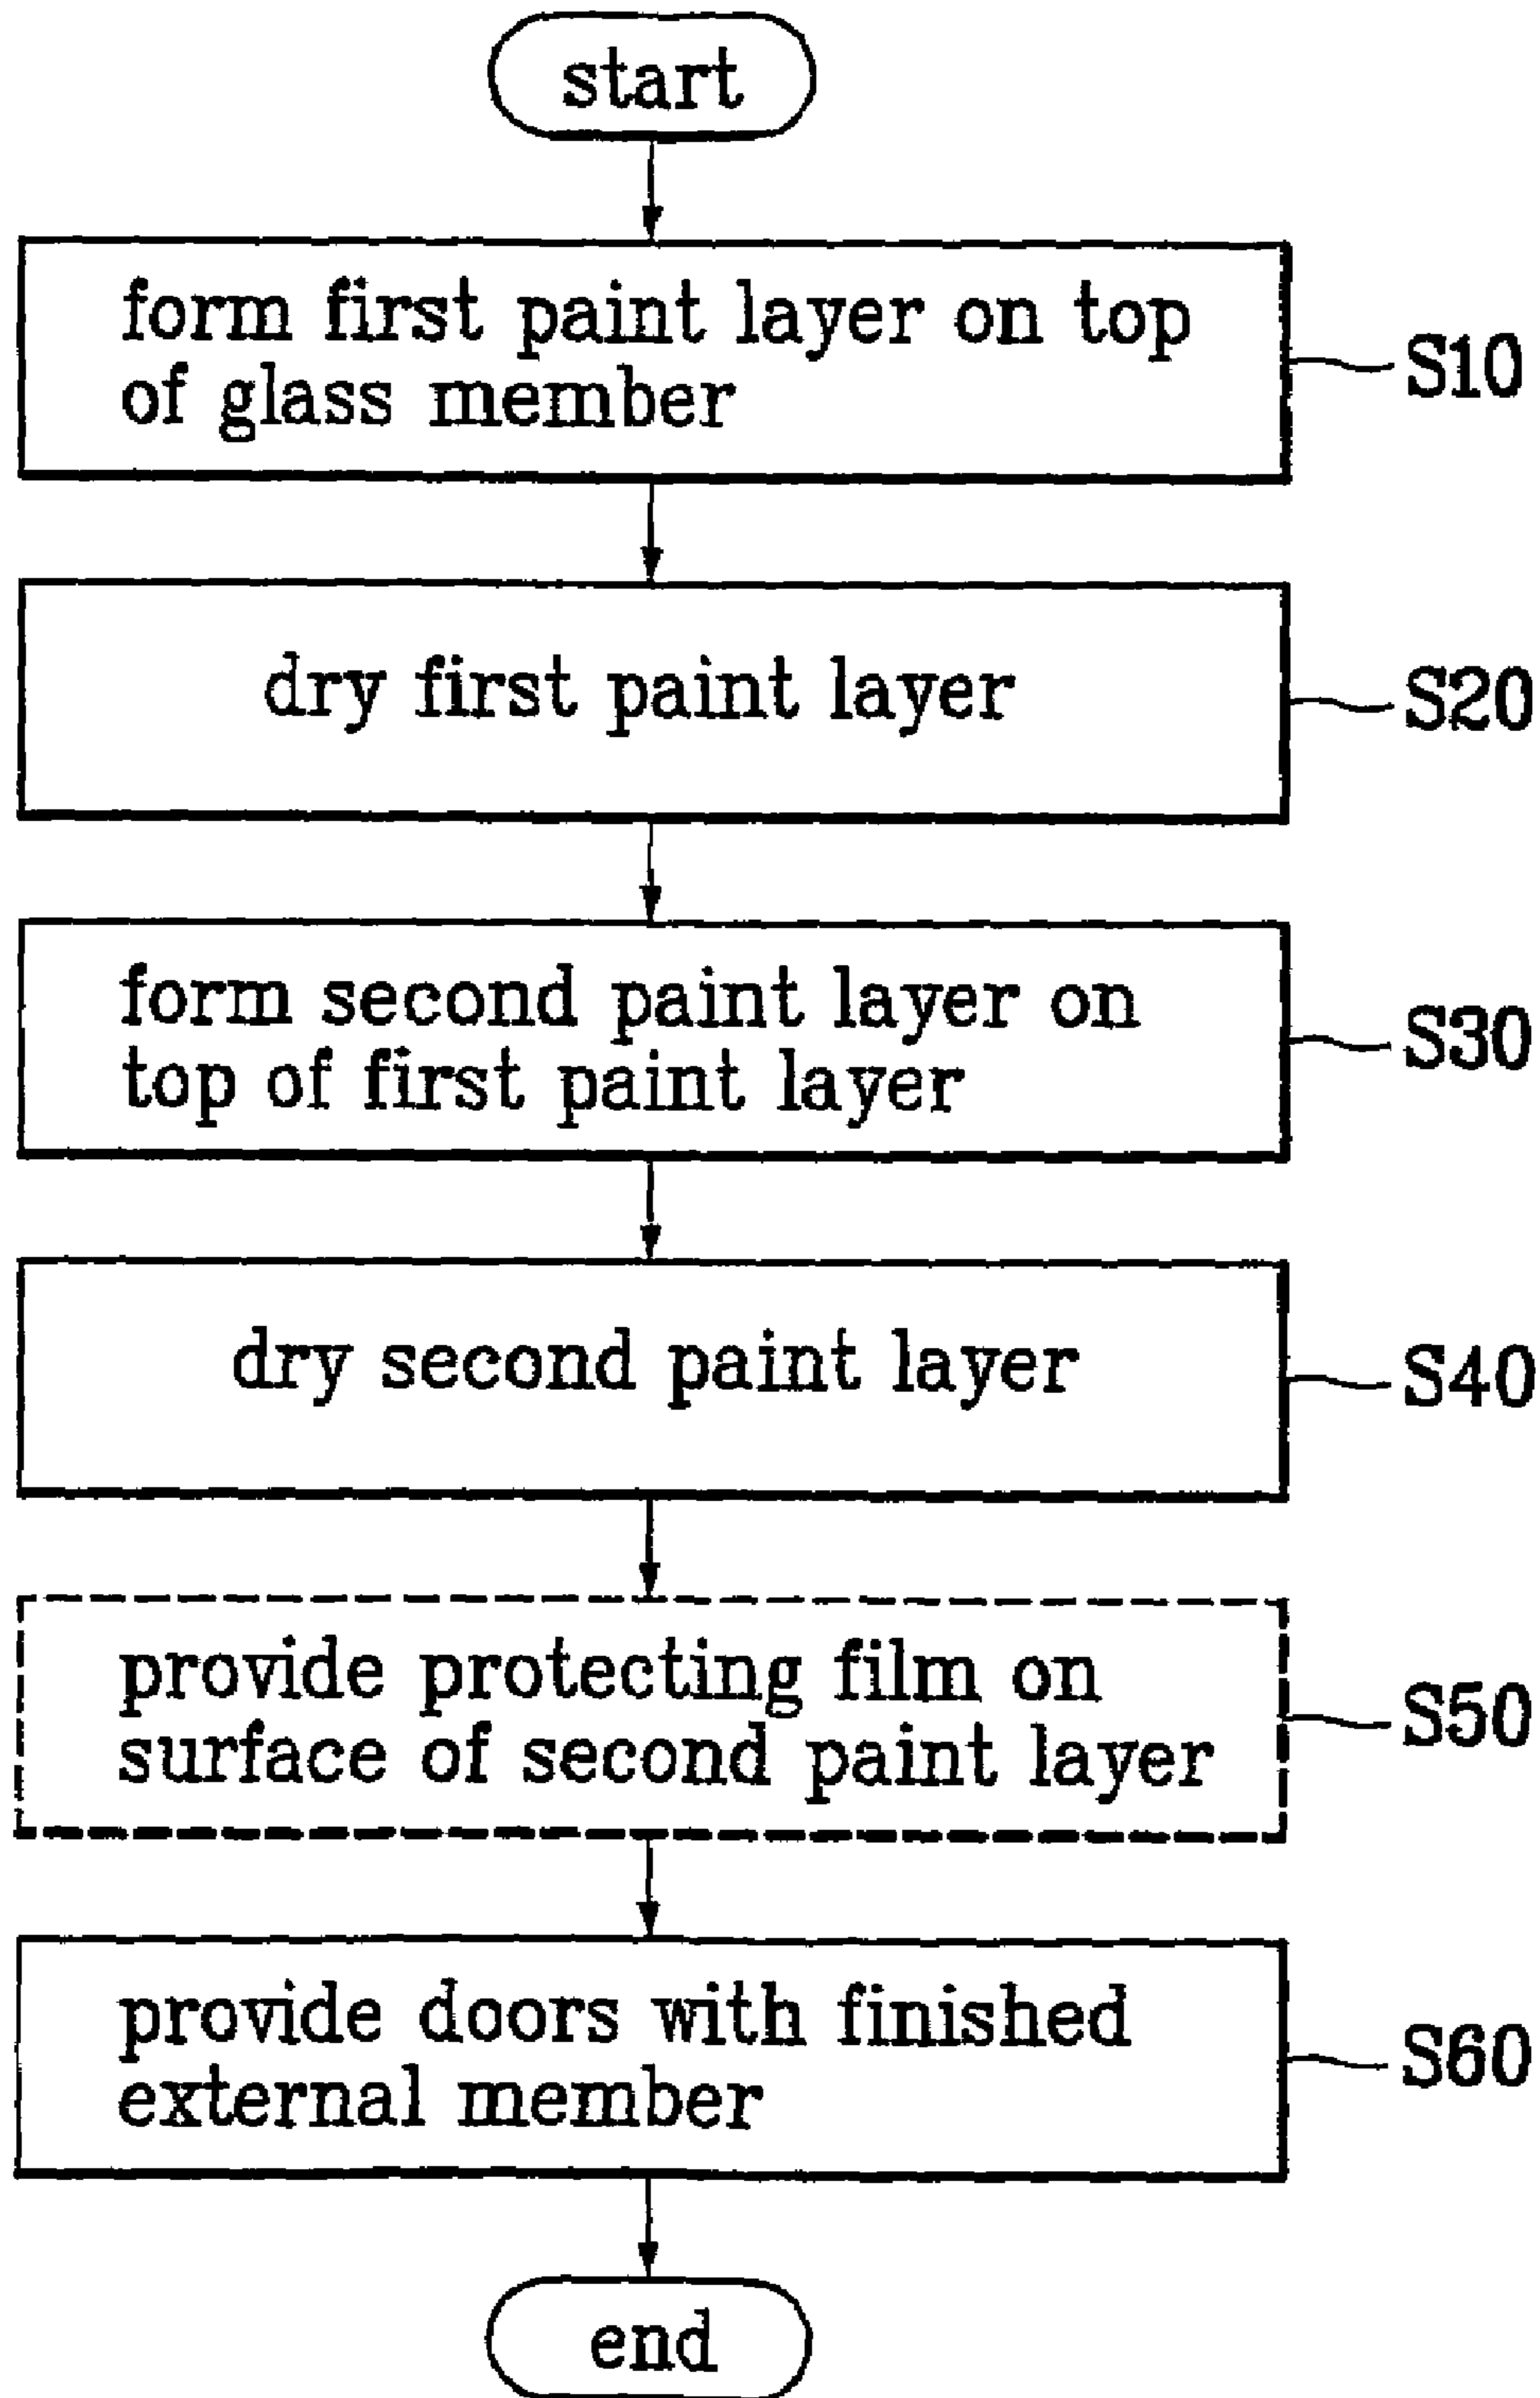 start
form first paint layer on top
of glass member
S10
dry first paint layer
S20
form second paint layer on
top of first paint layer
S30
dry second paint layer
S40
provide protecting film on
surface of second paint layer
S50
provide doors with finished
external member
S60
end